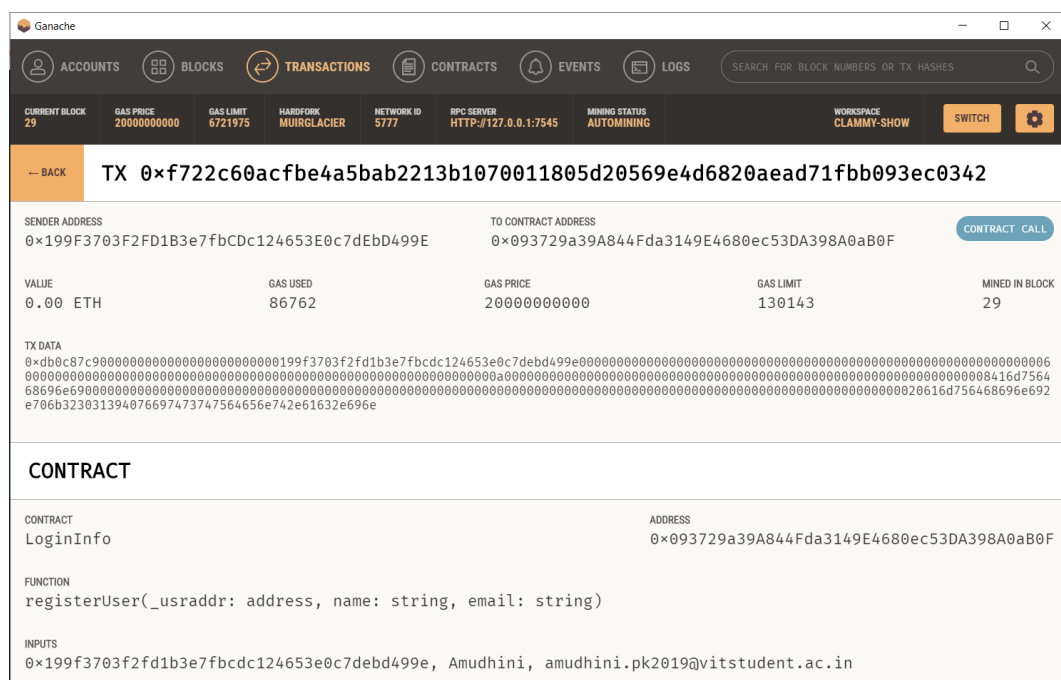 Ganache
ACCOUNTS BLOCKS TRANSACTIONS CONTRACTS EVENTS LOGS SEARCH FOR BLOCK NUMBERS OR TX HASHES
CURRENT BLOCK GAS PRICE GAS LIMIT HARDFORK NETWORK ID RPC SERVER MINING STATUS WORKSPACE
29 20000000000 6721975 MUIRGLACIER 5777 HTTP://127.0.0.1:7545 AUTOMINING CLAMMY-SHOW SWITCH
← BACK TX 0×f722c60acfbe4a5bab2213b1070011805d20569e4d6820aead71fbb093ec0342
SENDER ADDRESS TO CONTRACT ADDRESS
0×199F3703F2FD1B3e7fbCDc124653E0c7dEbD499E 0×093729a39A844Fda3149E4680ec53DA398A0aB0F CONTRACT CALL
VALUE GAS USED GAS PRICE GAS LIMIT MINED IN BLOCK
0.00 ETH 86762 20000000000 130143 29
TX DATA
68696e6900000000000000000000000000000000000000000000000000000000000000000000000000000000000000000000000000000020616d756468696e692
e706b323031394076697473747564656e742e61632e696e
CONTRACT
CONTRACT ADDRESS
LoginInfo 0×093729a39A844Fda3149E4680ec53DA398A0aB0F
FUNCTION
registerUser(_usraddr: address, name: string, email: string)
INPUTS
0×199f3703f2fd1b3e7fbcdc124653e0c7debd499e, Amudhini, amudhini.pk2019@vitstudent.ac.in